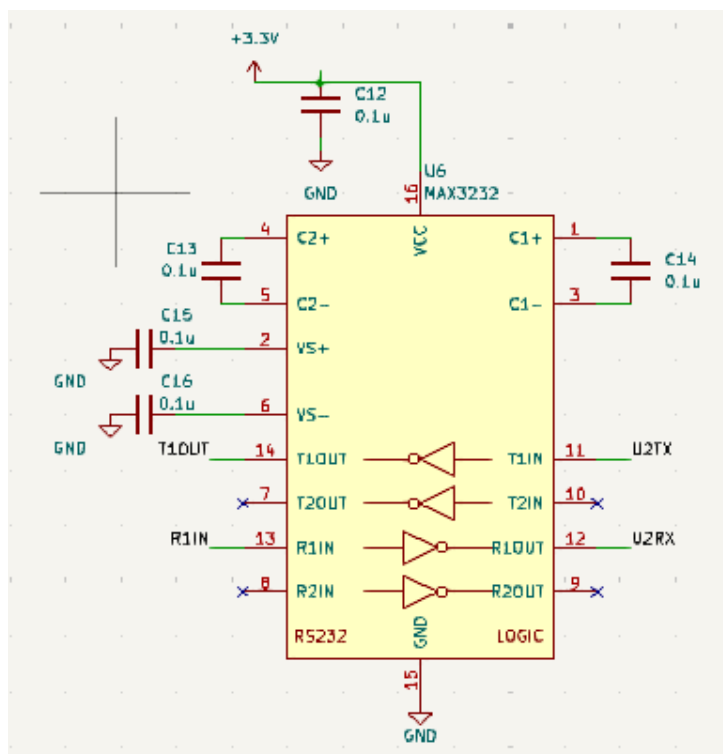 +3.3V
C12
0.1u
GND
U6
MAX3232
16
VCC
4 C2+ C1+ 1
C13
0.1u
C14
0.1u
5 C2- C1- 3
C15
0.1u
2 VS+
GND
C16
0.1u
6 VS-
GND
T1OUT 14 T1OUT T1IN 11 U2TX
7 T2OUT T2IN 10
R1IN 13 R1IN R1OUT 12 U2RX
8 R2IN R2OUT 9
RS232 GND LOGIC
15
GND